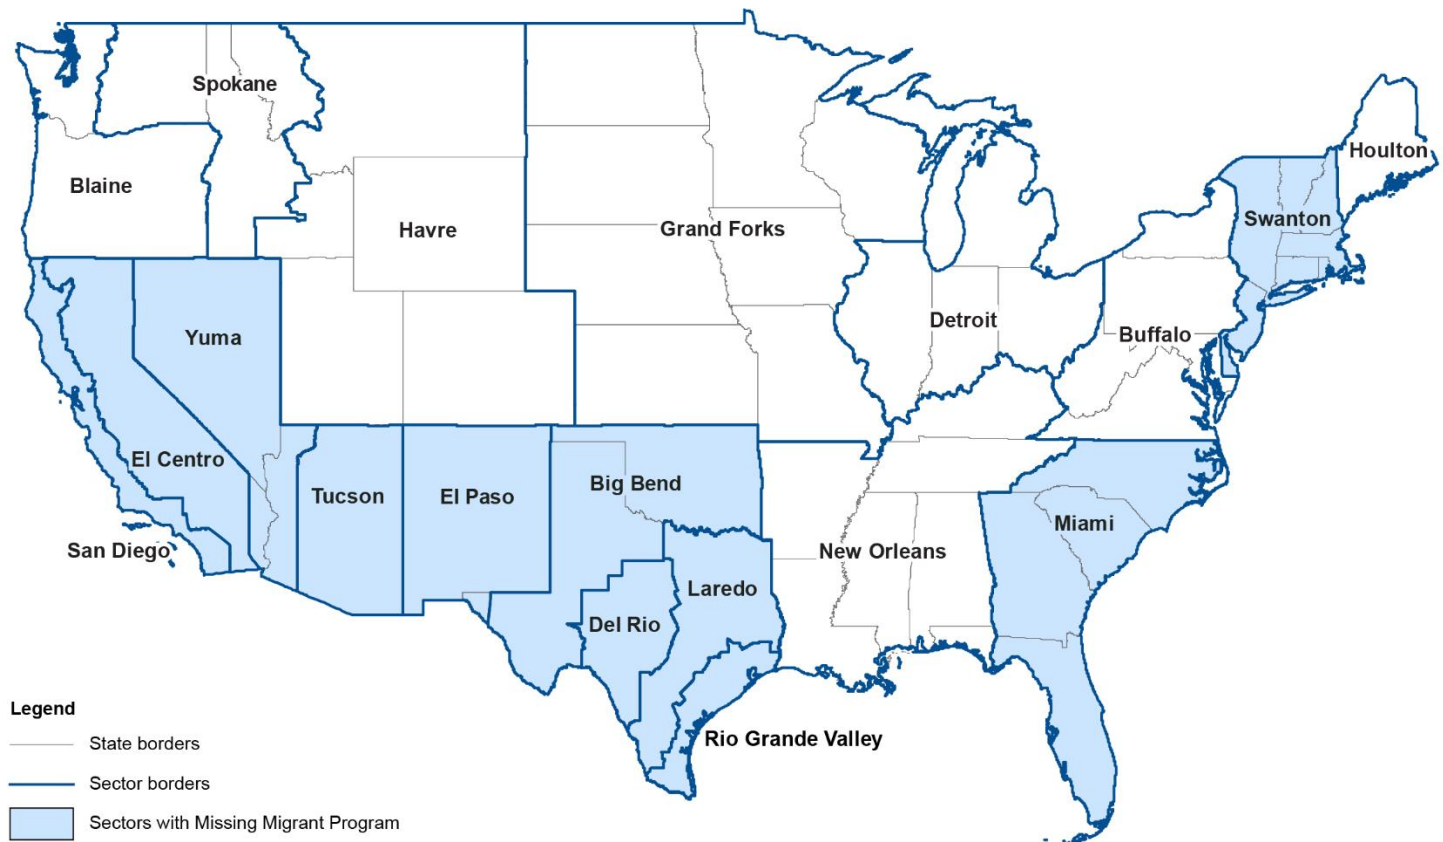 Spokane
Houlton
Blaine
Swanton
Havre
Grand Forks
Detroit
Yuma
Buffalo
El Centro
Big Bend
Tucson
El Paso
Miami
San Diego
New Orleans
Laredo
Del Rio
Rio Grande Valley
Legend
State borders
Sector borders
Sectors with Missing Migrant Program